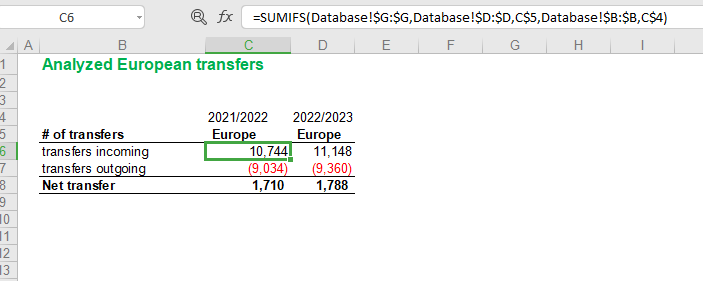 C6 fx =SUMIFS(Database!$G:$G,Database!$D:$D,C$5,Database!$B:$B,C$4)
A B C D E F G H I
1 Analyzed European transfers
2
3
4 2021/2022 2022/2023
5 # of transfers Europe Europe
6 transfers incoming 10,744 11,148
7 transfers outgoing (9,034) (9,360)
8 Net transfer 1,710 1,788
9
10
11
12
13